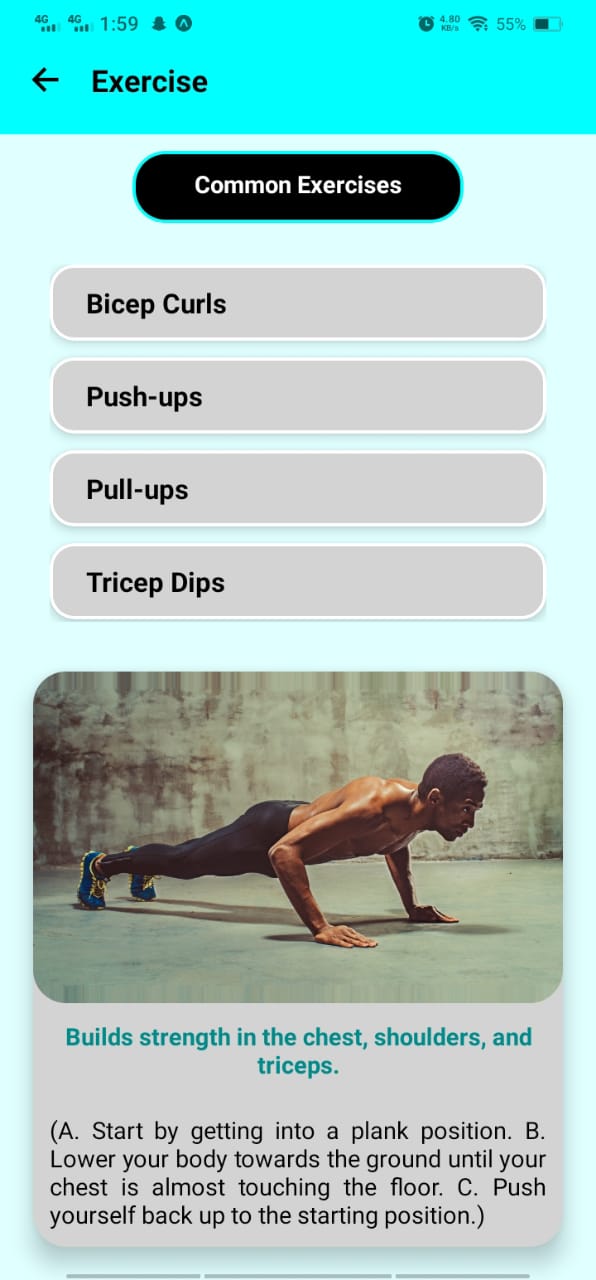 4G 4G 1:59 4.80 KB/s 55%
Exercise
Common Exercises
Bicep Curls
Push-ups
Pull-ups
Tricep Dips
Builds strength in the chest, shoulders, and
triceps.
(A. Start by getting into a plank position. B.
Lower your body towards the ground until your
chest is almost touching the floor. C. Push
yourself back up to the starting position.)